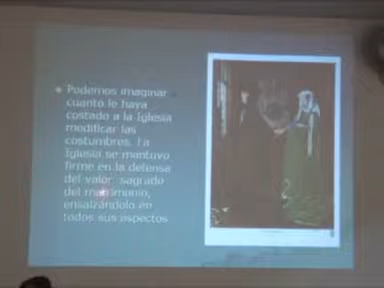 Podemos imaginar
cuanto le haya
costado a la Iglesia
modificar las
costumbres. La
Iglesia se mantuvo
firme en la defensa
del valor sagrado
del matrimonio,
ensalzándolo en
todos sus aspectos